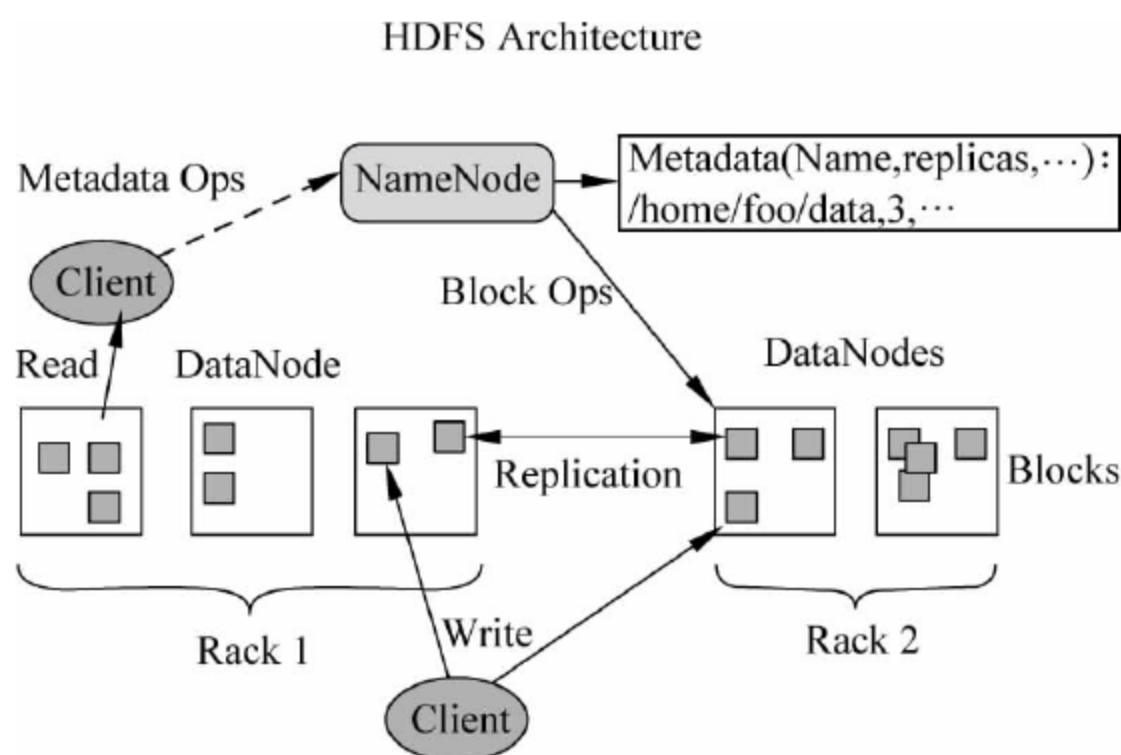 HDFS Architecture
Metadata Ops
NameNode
Metadata(Name,replicas,⋯):
/home/foo/data,3,⋯
Client
Block Ops
Read
DataNode
DataNodes
Replication
Blocks
Rack 1
Write
Rack 2
Client